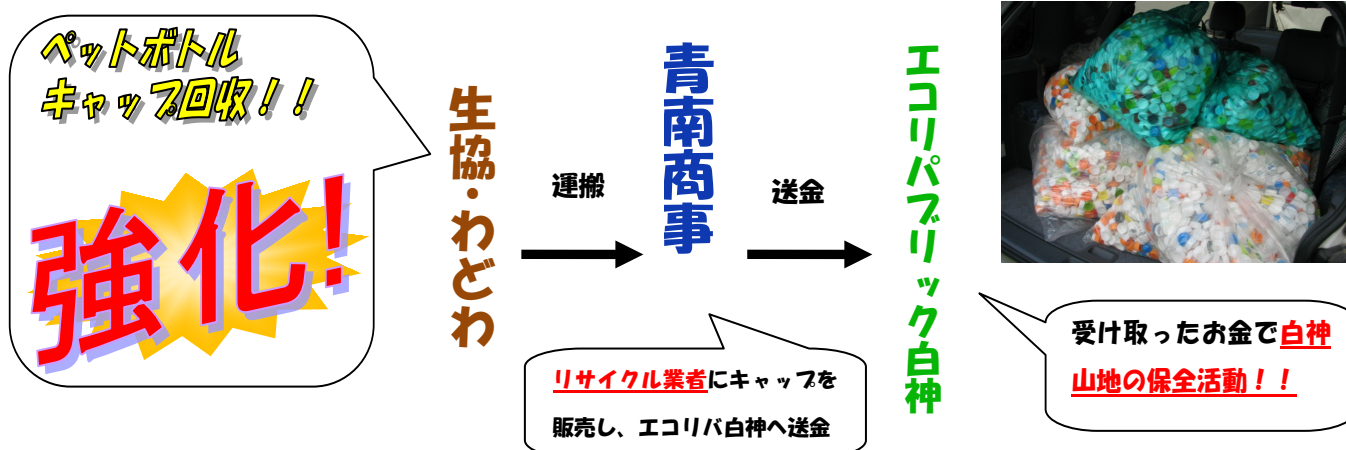 ペットボトル
キャップ回収！！
強化!
生協・わどわ
運搬
青南商事
送金
エコリパブリック白神
リサイクル業者にキャップを
販売し、エコリパ白神へ送金
受け取ったお金で白神
山地の保全活動！！